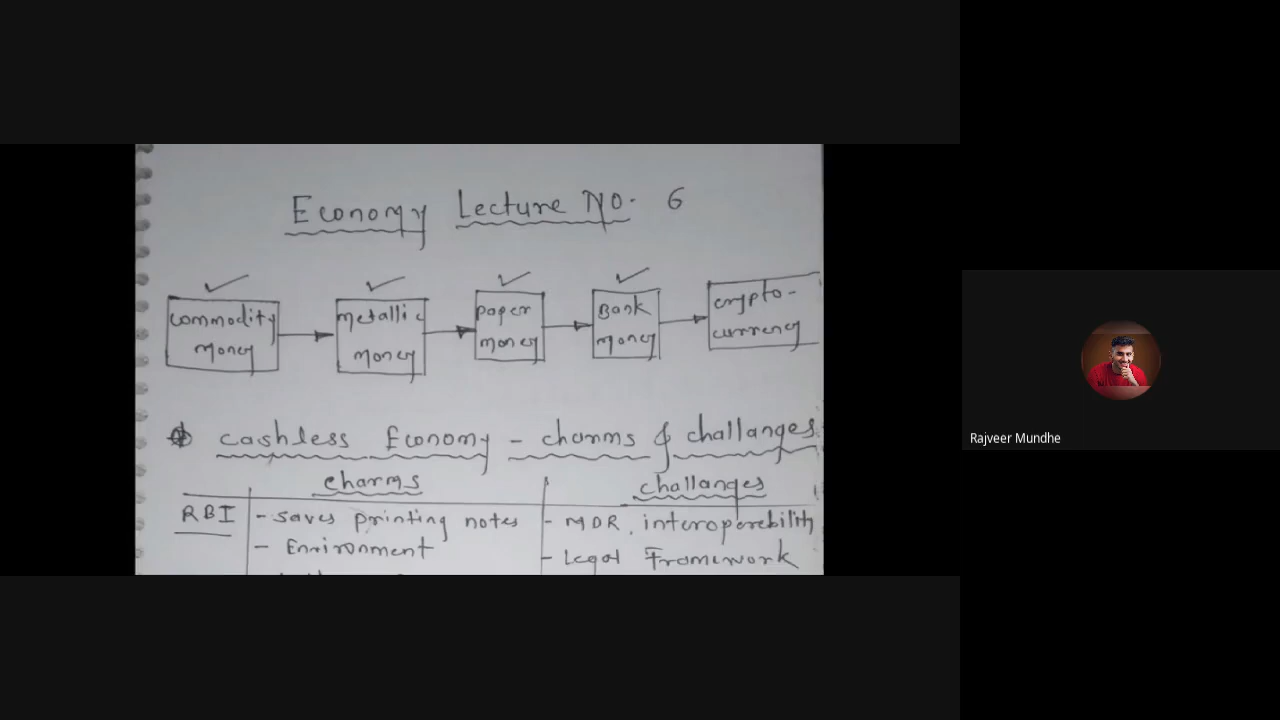 Economy Lecture No. 6
commodity money
metallic money
paper money
Bank money
crypto-currency
cashless Economy - charms & challanges
charms
challanges
RBI
- saves printing notes
- MDR, interoperebility
- Environment
- Legal Framework
Rajveer Mundhe